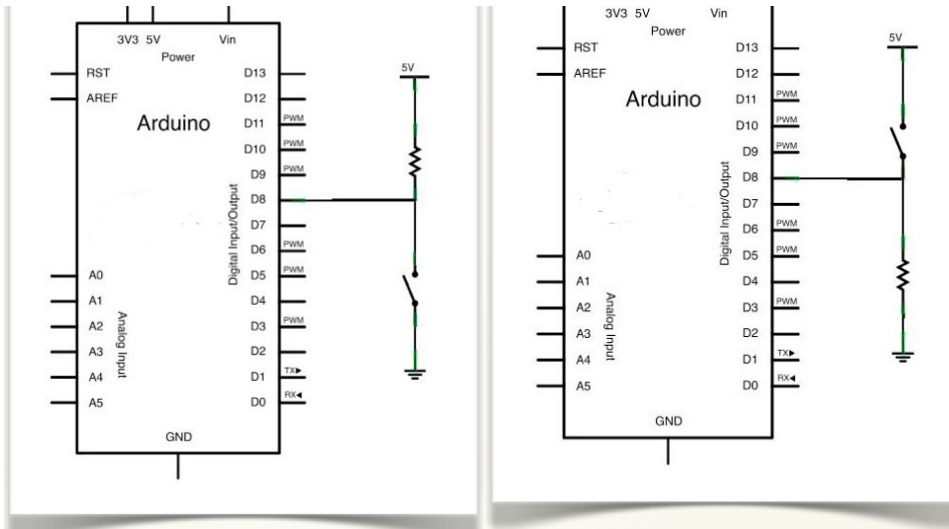 3V3 5V Vin
Power
RST
AREF
Arduino
D13
D12
D11 PWM
D10 PWM
D9 PWM
D8
D7
D6 PWM
D5 PWM
D4
D3 PWM
D2
D1 TX▶
D0 RX◀
Digital Input/Output
A0
A1
A2
A3
A4
A5
Analog Input
GND
5V
3V3 5V Vin
Power
RST
AREF
Arduino
D13
D12
D11 PWM
D10 PWM
D9 PWM
D8
D7
D6 PWM
D5 PWM
D4
D3 PWM
D2
D1 TX▶
D0 RX◀
Digital Input/Output
A0
A1
A2
A3
A4
A5
Analog Input
GND
5V